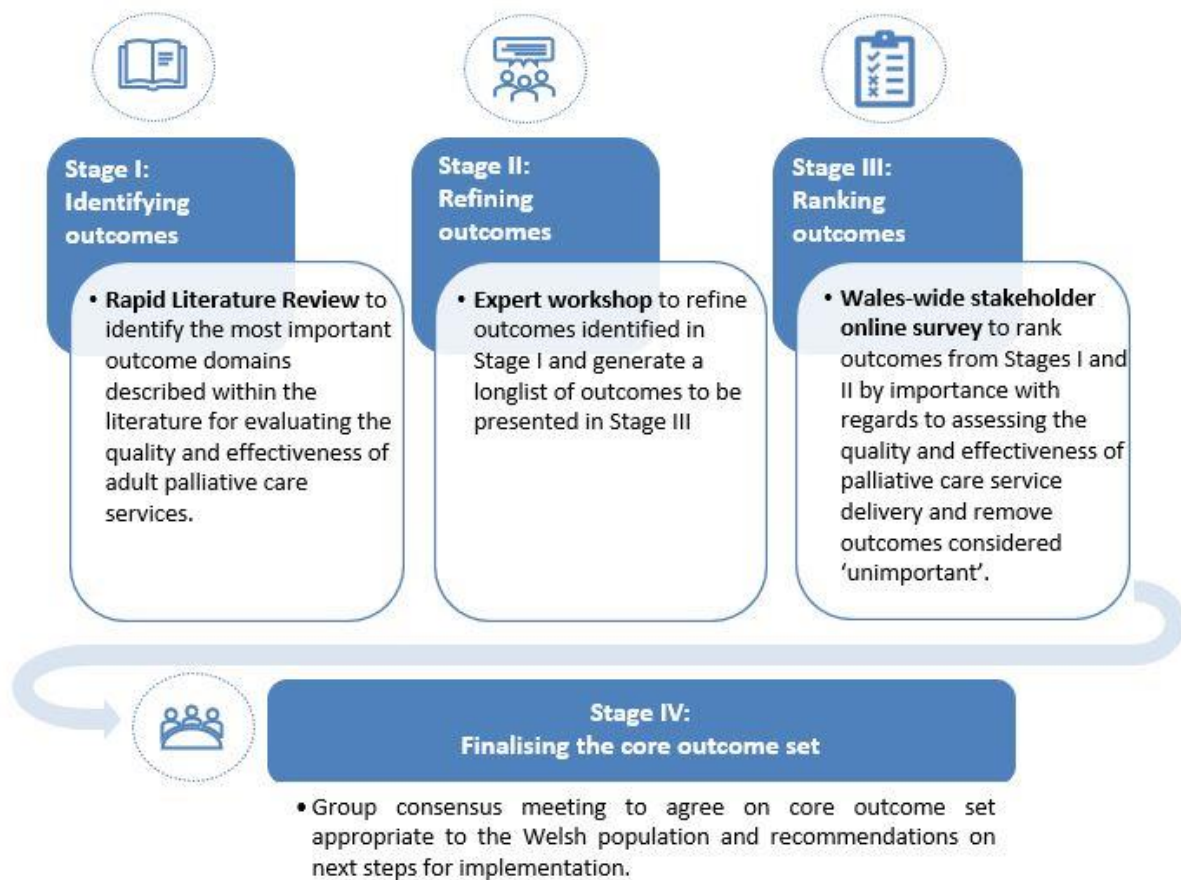 Stage I:
Identifying
outcomes
• Rapid Literature Review to
identify the most important
outcome domains
described within the
literature for evaluating the
quality and effectiveness of
adult palliative care
services.
Stage II:
Refining
outcomes
• Expert workshop to refine
outcomes identified in
Stage I and generate a
longlist of outcomes to be
presented in Stage III
Stage III:
Ranking
outcomes
• Wales-wide stakeholder
online survey to rank
outcomes from Stages I and
II by importance with
regards to assessing the
quality and effectiveness of
palliative care service
delivery and remove
outcomes considered
‘unimportant’.
Stage IV:
Finalising the core outcome set
• Group consensus meeting to agree on core outcome set
appropriate to the Welsh population and recommendations on
next steps for implementation.